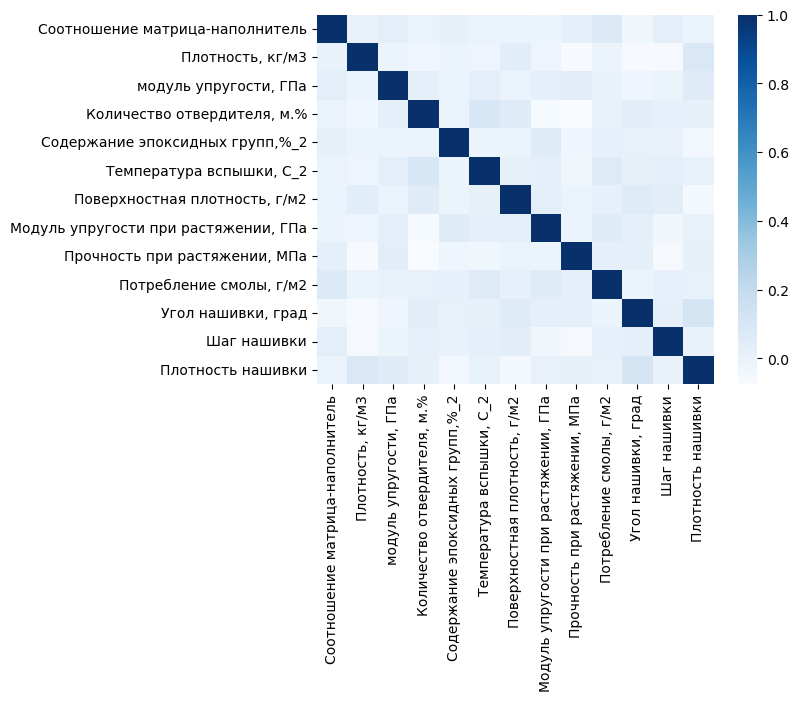 Соотношение матрица-наполнитель
Плотность, кг/м3
модуль упругости, ГПа
Количество отвердителя, м.%
Содержание эпоксидных групп,%_2
Температура вспышки, С_2
Поверхностная плотность, г/м2
Модуль упругости при растяжении, ГПа
Прочность при растяжении, МПа
Потребление смолы, г/м2
Угол нашивки, град
Шаг нашивки
Плотность нашивки
1.0
0.8
0.6
0.4
0.2
0.0
Соотношение матрица-наполнитель
Плотность, кг/м3
модуль упругости, ГПа
Количество отвердителя, м.%
Содержание эпоксидных групп,%_2
Температура вспышки, С_2
Поверхностная плотность, г/м2
Модуль упругости при растяжении, ГПа
Прочность при растяжении, МПа
Потребление смолы, г/м2
Угол нашивки, град
Шаг нашивки
Плотность нашивки